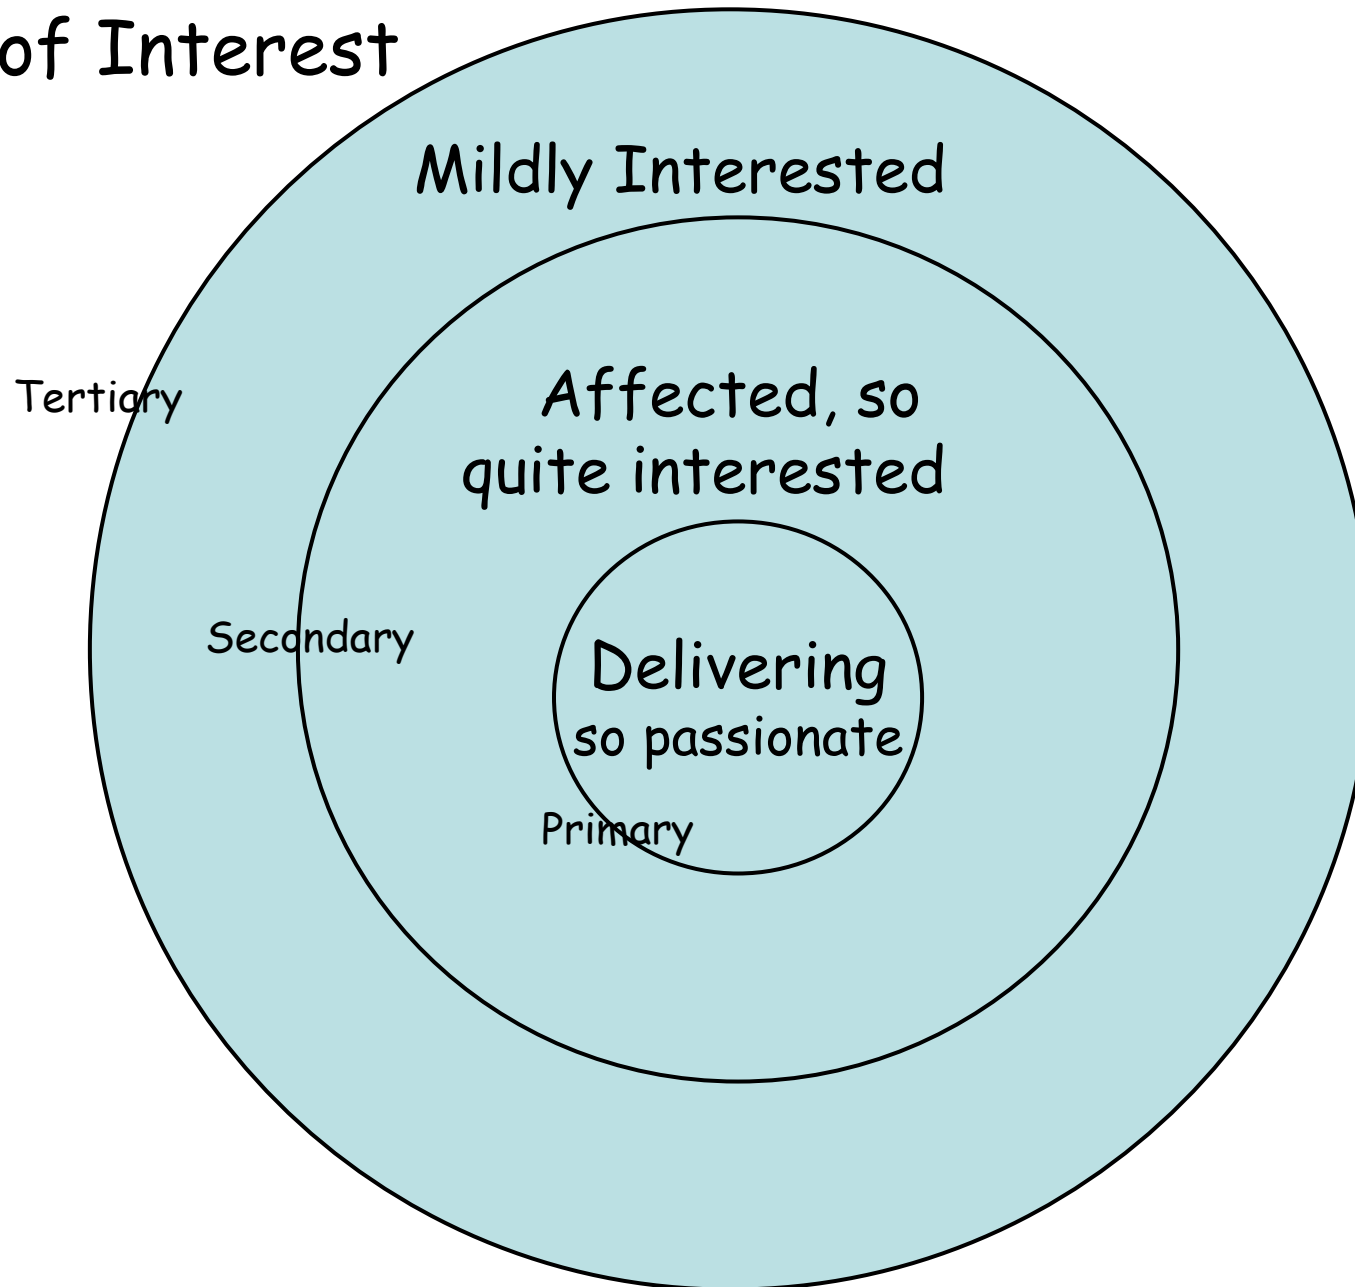 of Interest
Mildly Interested
Tertiary
Affected, so
quite interested
Secondary
Delivering
so passionate
Primary